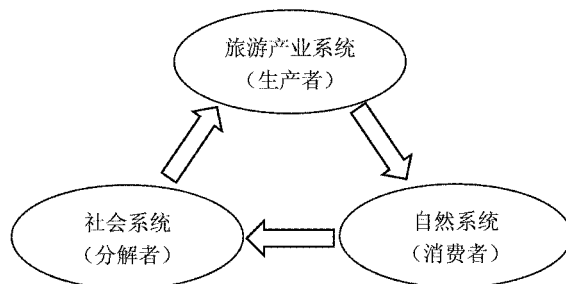 旅游产业系统
（生产者）
社会系统
(分解者）
自然系统
（消费者）